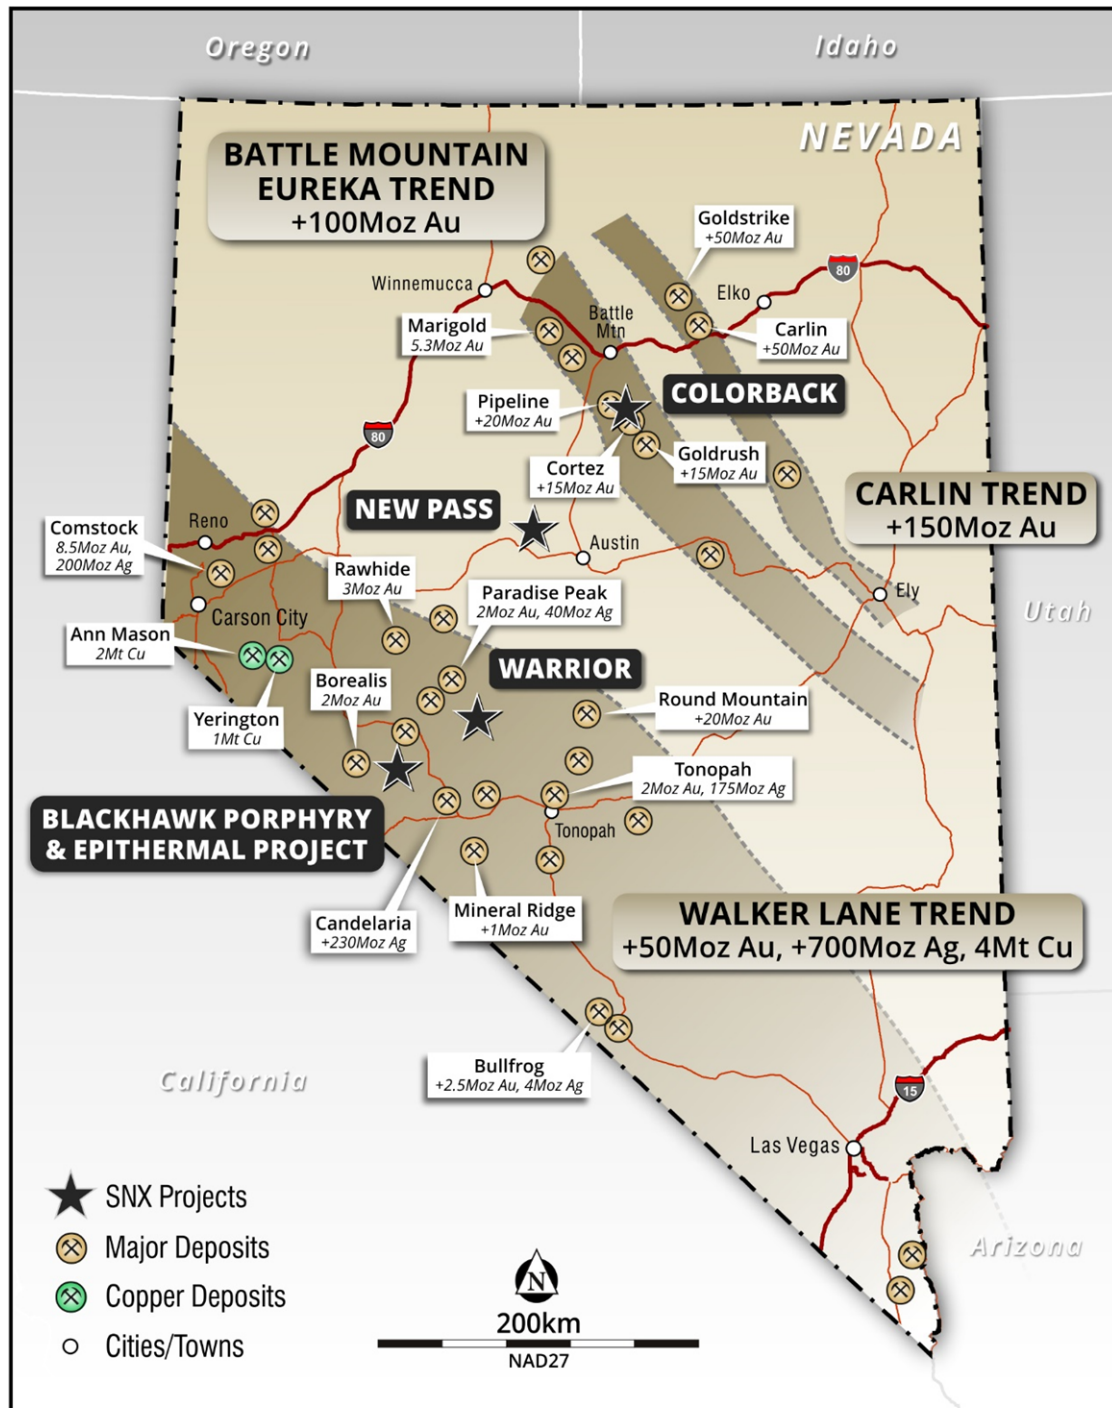 Oregon
Idaho
NEVADA
BATTLE MOUNTAIN
EUREKA TREND
+100Moz Au
Goldstrike
+50Moz Au
80
Winnemucca
Elko
Battle
Mtn
Marigold
5.3Moz Au
Carlin
+50Moz Au
COLORBACK
Pipeline
+20Moz Au
80
Goldrush
+15Moz Au
Cortez
+15Moz Au
CARLIN TREND
+150Moz Au
NEW PASS
Comstock
8.5Moz Au,
200Moz Ag
Reno
Austin
Rawhide
3Moz Au
Paradise Peak
2Moz Au, 40Moz Ag
Ely
Utah
Carson City
Ann Mason
2Mt Cu
WARRIOR
Borealis
2Moz Au
Round Mountain
+20Moz Au
Yerington
1Mt Cu
Tonopah
2Moz Au, 175Moz Ag
BLACKHAWK PORPHYRY
& EPITHERMAL PROJECT
Tonopah
Candelaria
+230Moz Ag
Mineral Ridge
+1Moz Au
WALKER LANE TREND
+50Moz Au, +700Moz Ag, 4Mt Cu
Bullfrog
+2.5Moz Au, 4Moz Ag
California
15
Las Vegas
Arizona
SNX Projects
Major Deposits
Copper Deposits
Cities/Towns
N
200km
NAD27